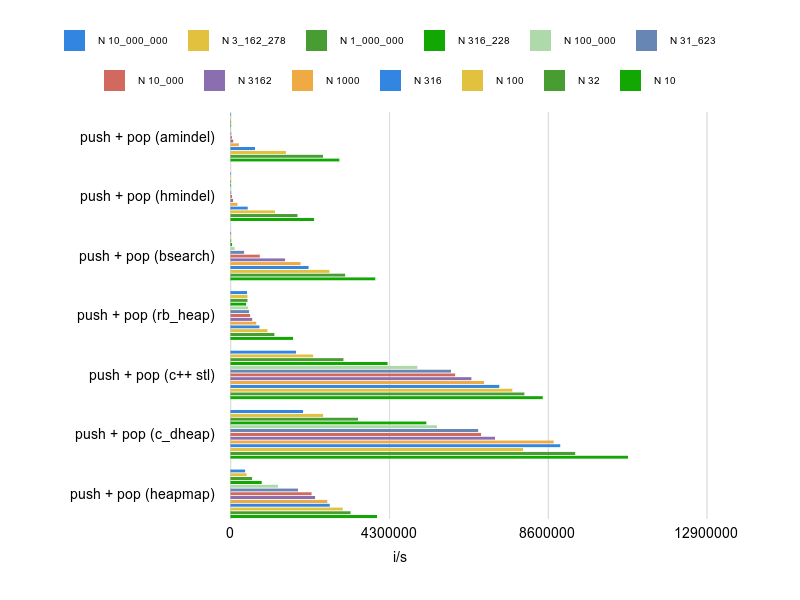 N 10_000_000 N 3_162_278 N 1_000_000 N 316_228 N 100_000 N 31_623
N 10_000 N 3162 N 1000 N 316 N 100 N 32 N 10
push + pop (amindel)
push + pop (hmindel)
push + pop (bsearch)
push + pop (rb_heap)
push + pop (c++ stl)
push + pop (c_dheap)
push + pop (heapmap)
0 4300000 8600000 12900000
i/s